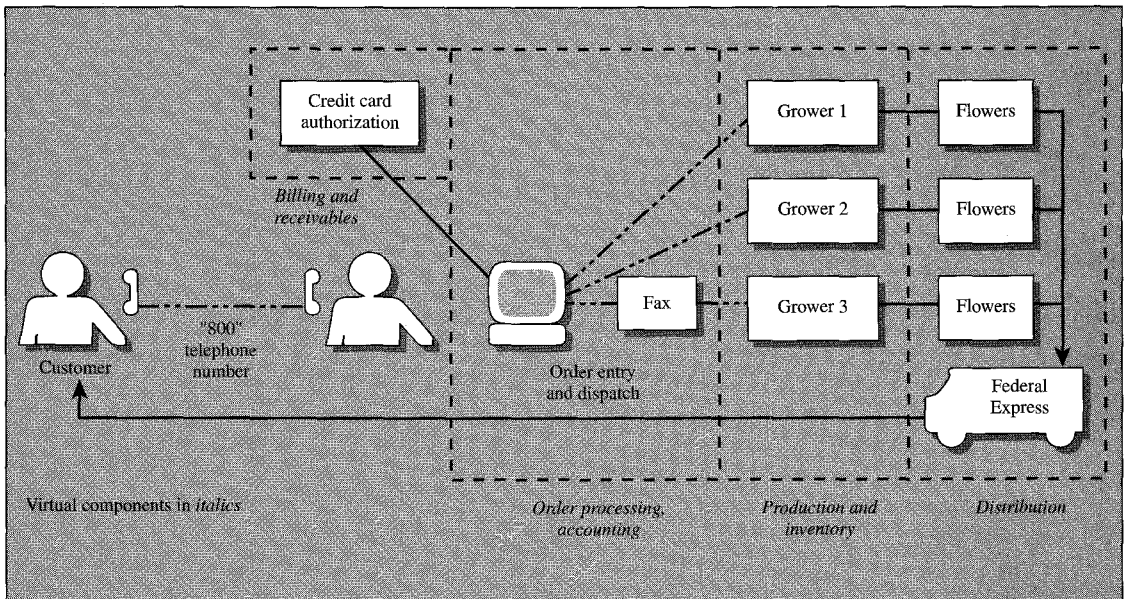 Credit card
authorization
Billing and
receivables
Grower 1
Flowers
Grower 2
Flowers
Fax
Grower 3
Flowers
"800"
telephone
number
Customer
Order entry
and dispatch
Federal
Express
Virtual components in italics
Order processing,
accounting
Production and
inventory
Distribution